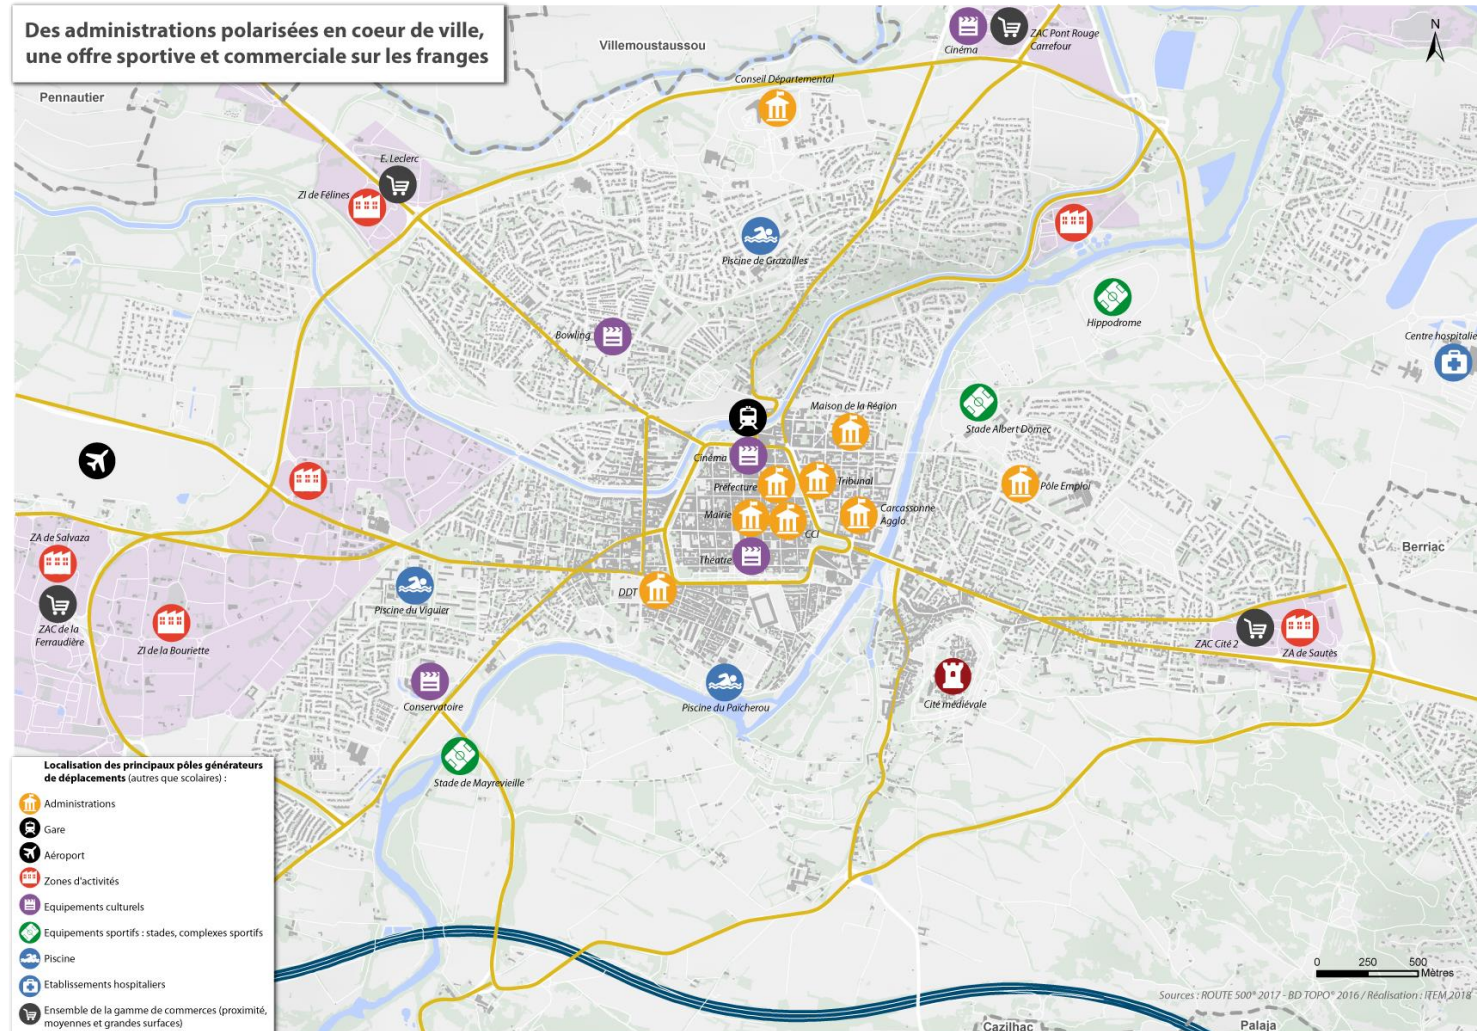 Des administrations polarisées en coeur de ville,
une offre sportive et commerciale sur les franges
Villemoustaussou
Pennautier
Cinéma
ZAC Pont Rouge
Carrefour
N
Conseil Départemental
E. Leclerc
ZI de Félines
Piscine de Grazailles
Hippodrome
Bowling
Centre hospitalie
Maison de la Région
Stade Albert Domec
Cinéma
Préfecture
Tribunal
Pôle Emploi
Mairie
Carcassonne
Agglo
CCI
Théatre
Berriac
ZA de Salvaza
ZAC de la
Ferraudière
ZI de la Bouriette
Piscine du Viguier
DDT
ZAC Cité 2
ZA de Sautès
Conservatoire
Piscine du Païcherou
Cité médiévale
Stade de Mayrevieille
Localisation des principaux pôles générateurs
de déplacements (autres que scolaires) :
Administrations
Gare
Aéroport
Zones d'activités
Equipements culturels
Equipements sportifs : stades, complexes sportifs
Piscine
Etablissements hospitaliers
Ensemble de la gamme de commerces (proximité,
moyennes et grandes surfaces)
0 250 500
Mètres
Sources : ROUTE 500® 2017 - BD TOPO® 2016 / Réalisation : ITEM 2018
Cazilhac
Palaja